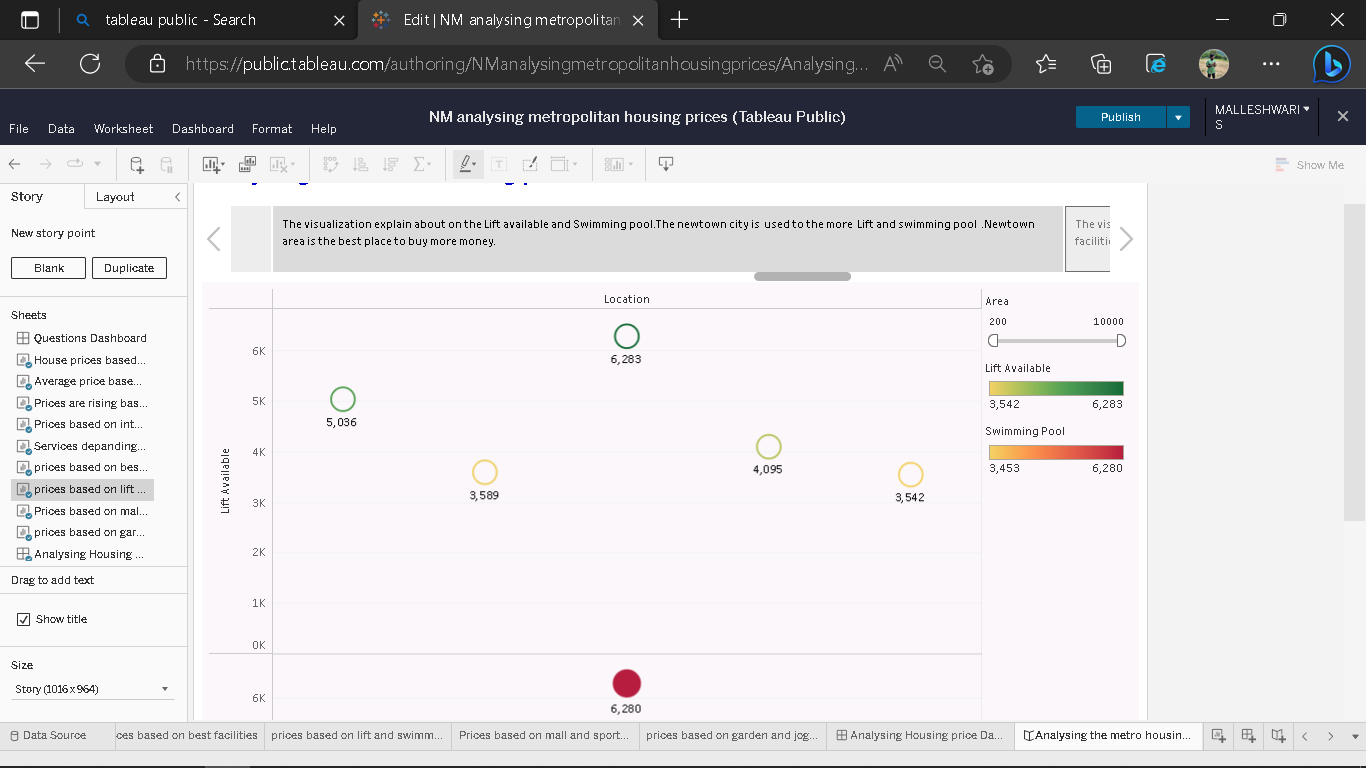 tableau public - Search
Edit | NM analysing metropolitan
https://public.tableau.com/authoring/NManalysingmetropolitanhousingprices/Analysing...
NM analysing metropolitan housing prices (Tableau Public)
Publish
MALLESHWARI
S
File Data Worksheet Dashboard Format Help
Show Me
Story Layout
New story point
Blank Duplicate
Sheets
Questions Dashboard
House prices based...
Average price base...
Prices are rising bas...
Prices based on int...
Services depanding...
prices based on bes...
prices based on lift ...
Prices based on mal...
prices based on gar...
Analysing Housing ...
Drag to add text
Show title
Size
Story (1016 x 964)
The visualization explain about on the Lift available and Swimming pool.The newtown city is used to the more Lift and swimming pool .Newtown
area is the best place to buy more money.
The vis
faciliti
Location
Lift Available
6K
5K
4K
3K
2K
1K
0K
6K
6,283
5,036
4,095
3,589
3,542
6,280
Area
200 10000
Lift Available
3,542 6,283
Swimming Pool
3,453 6,280
Data Source
ces based on best facilities
prices based on lift and swimm...
Prices based on mall and sport...
prices based on garden and jog...
Analysing Housing price Da...
Analysing the metro housin...